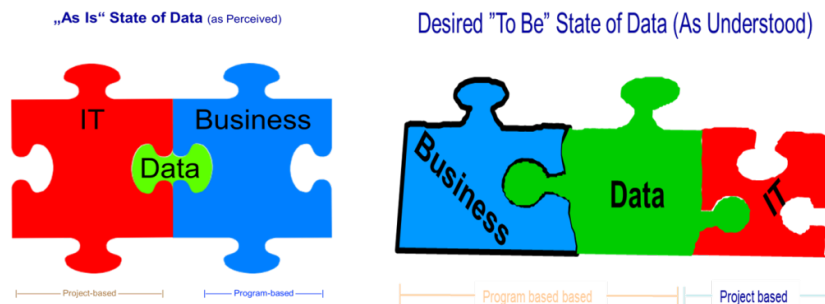 „As Is“ State of Data (as Perceived)
IT
Business
Data
Project-based
Program-based
Desired ”To Be” State of Data (As Understood)
Business
Data
IT
Program based based
Project based